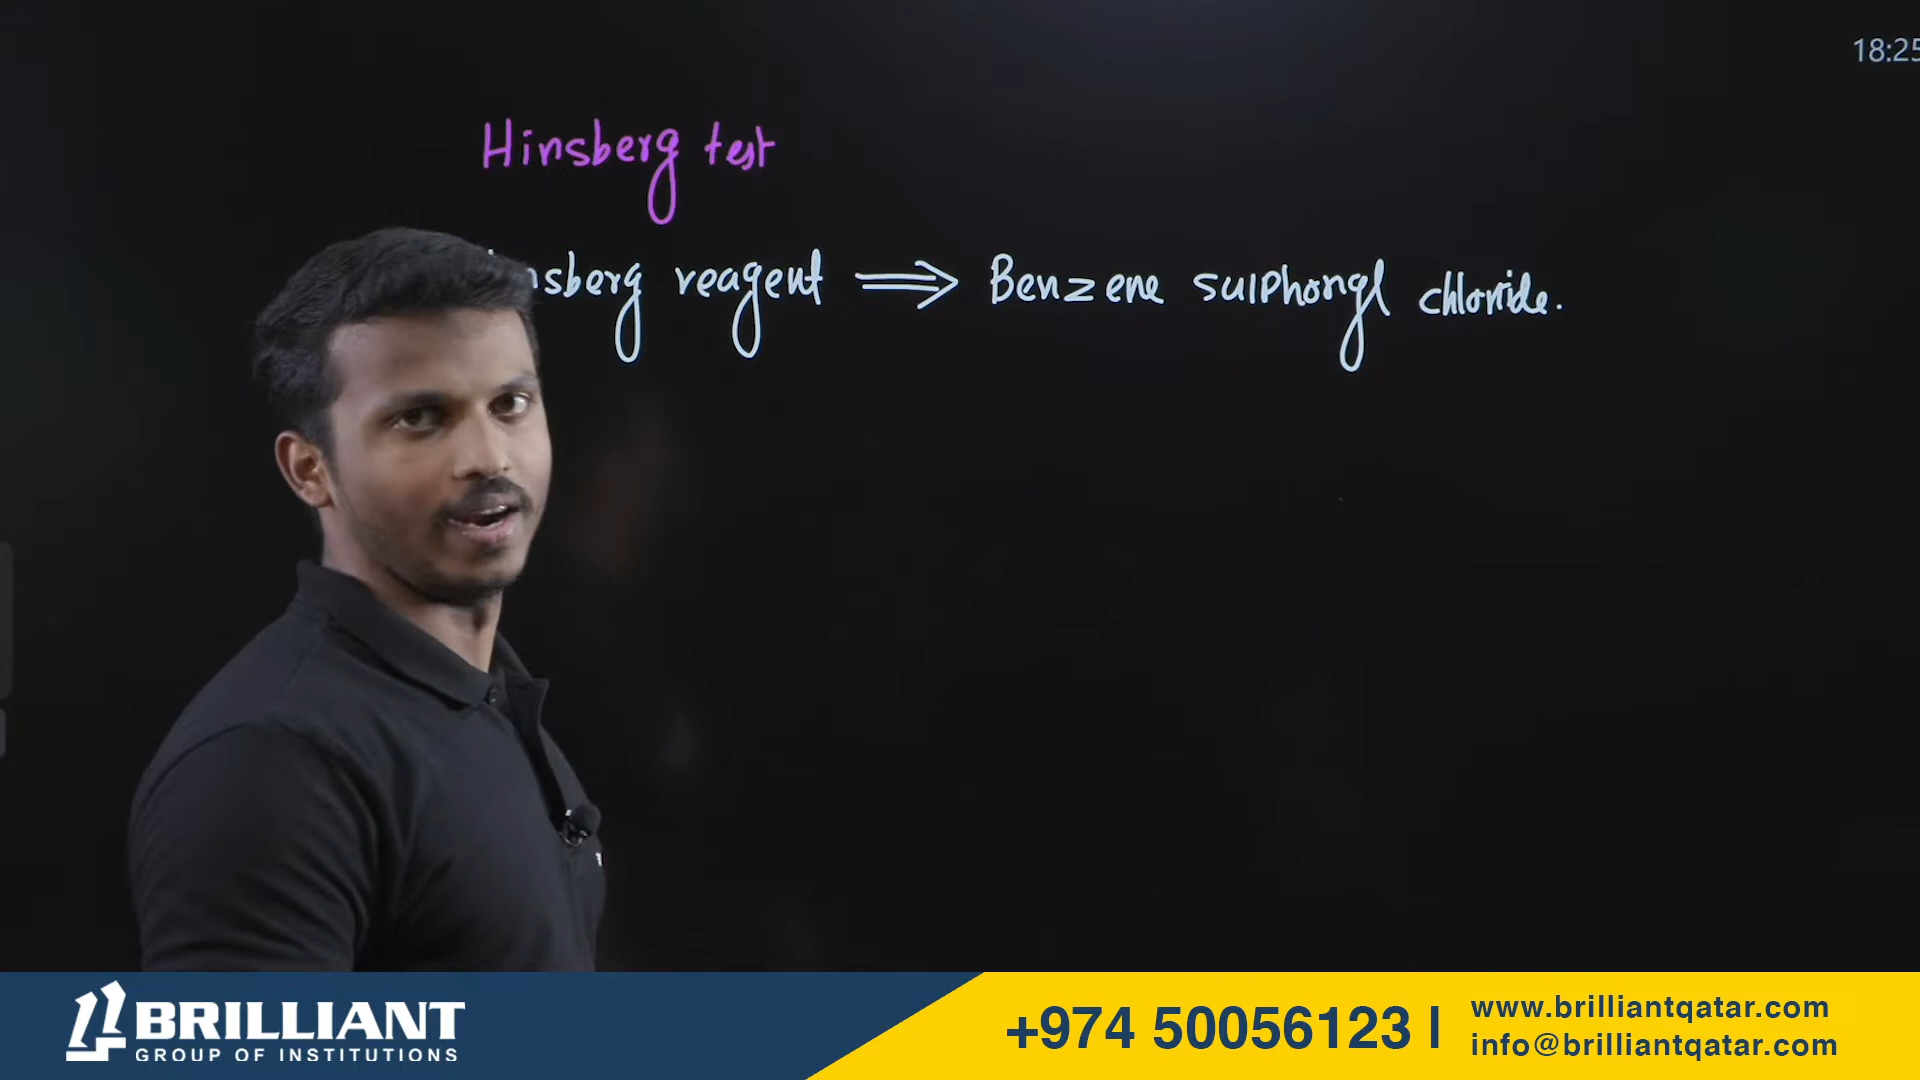 18:25
Hinsberg test
nsberg reagent ⟹ Benzene sulphonyl chloride.
BRILLIANT
GROUP OF INSTITUTIONS
+974 50056123 |
www.brilliantqatar.com
info@brilliantqatar.com